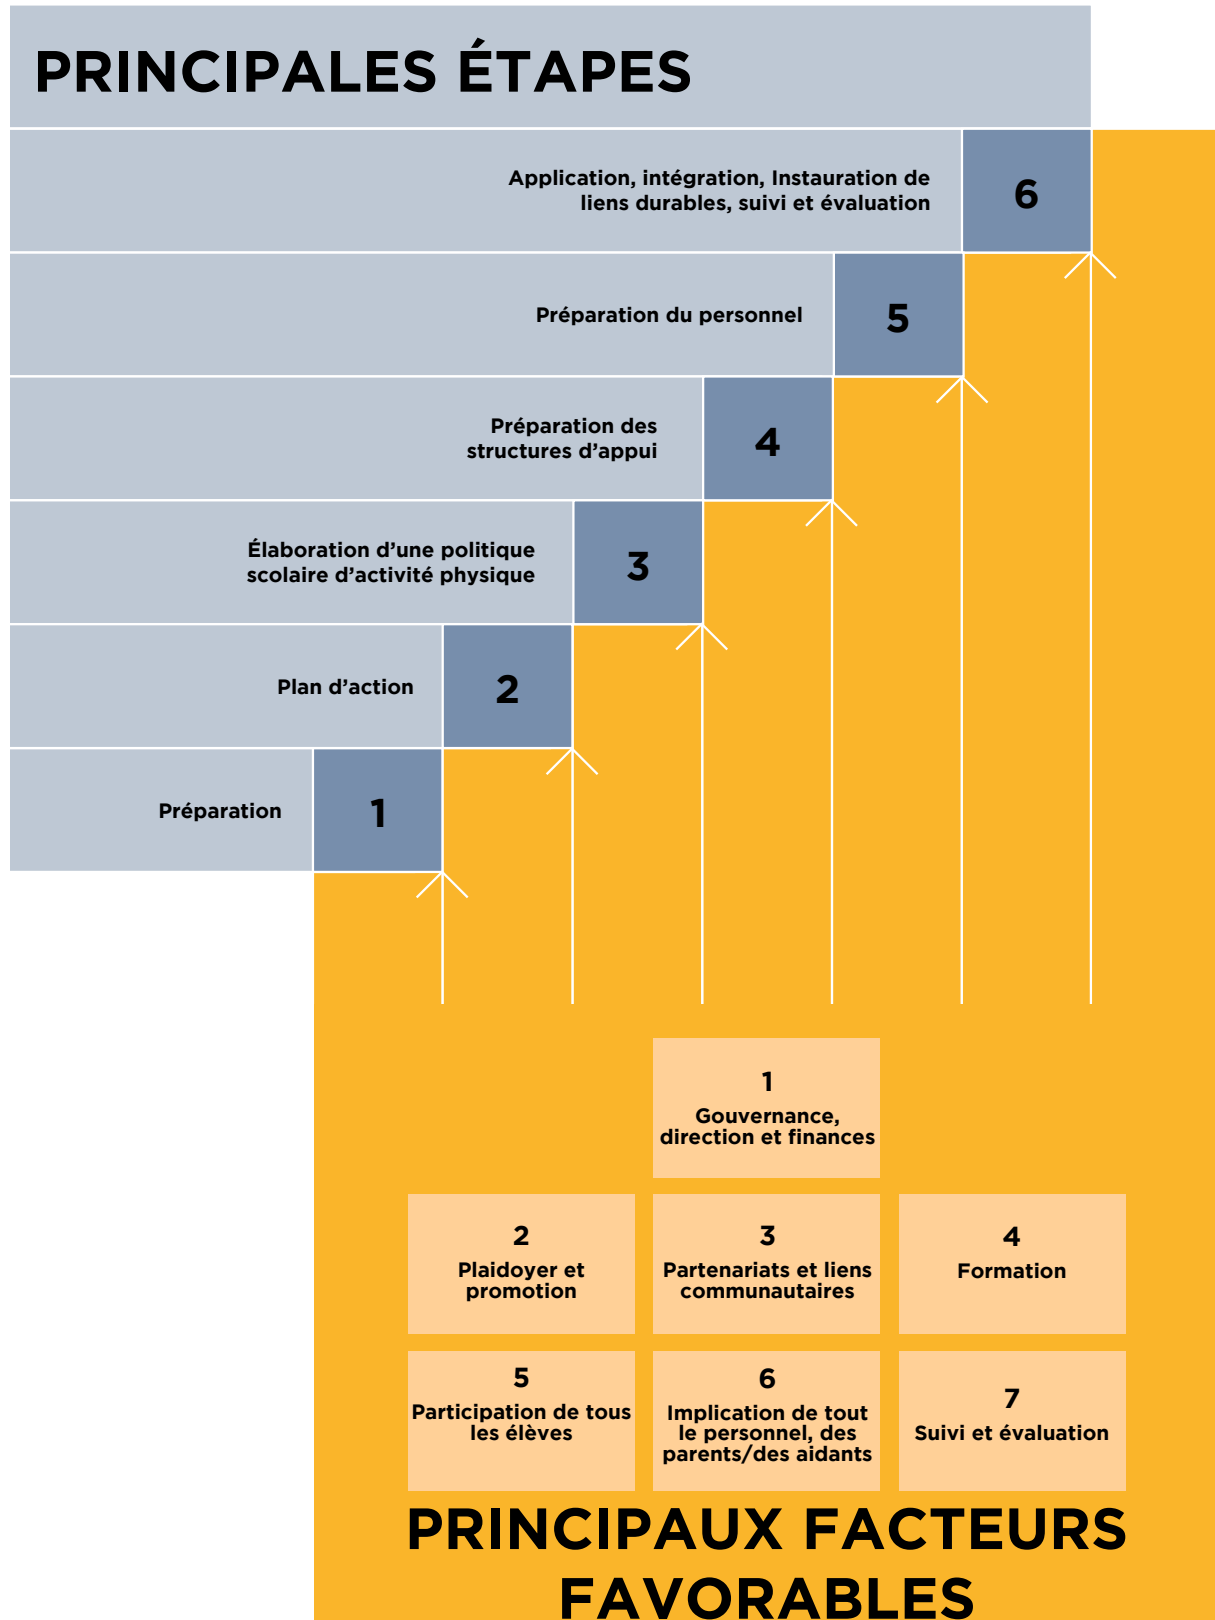 PRINCIPALES ÉTAPES
Application, intégration, Instauration de
liens durables, suivi et évaluation
6
Préparation du personnel
5
Préparation des
structures d'appui
4
Élaboration d'une politique
scolaire d'activité physique
3
Plan d'action
2
Préparation
1
1
Gouvernance,
direction et finances
2
Plaidoyer et
promotion
3
Partenariats et liens
communautaires
4
Formation
5
Participation de tous
les élèves
6
Implication de tout
le personnel, des
parents/des aidants
7
Suivi et évaluation
PRINCIPAUX FACTEURS
FAVORABLES